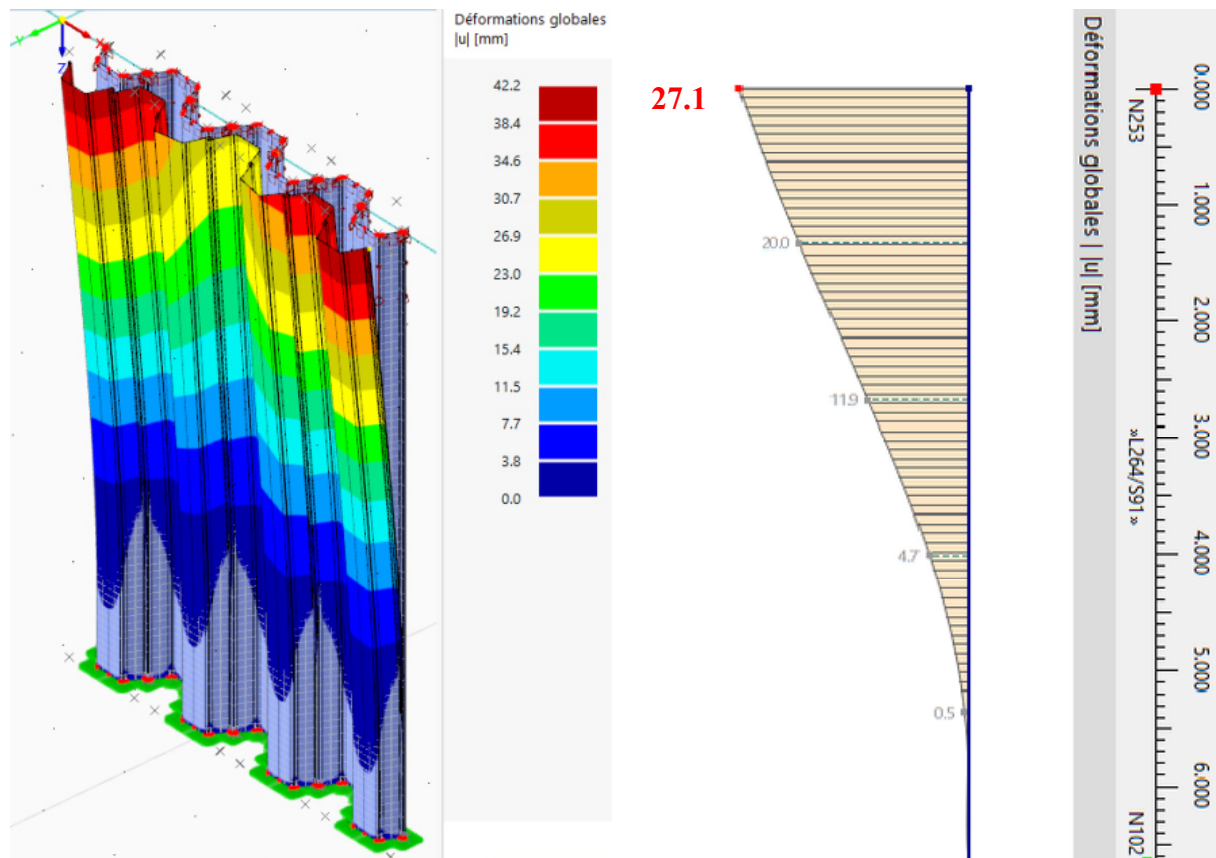 Y
X
Z
Déformations globales
|u| [mm]
42.2
38.4
34.6
30.7
26.9
23.0
19.2
15.4
11.5
7.7
3.8
0.0
27.1
20.0
11.9
4.7
0.5
Déformations globales | |u| [mm]
N253
»L264/S91»
N102
0.000
1.000
2.000
3.000
4.000
5.000
6.000